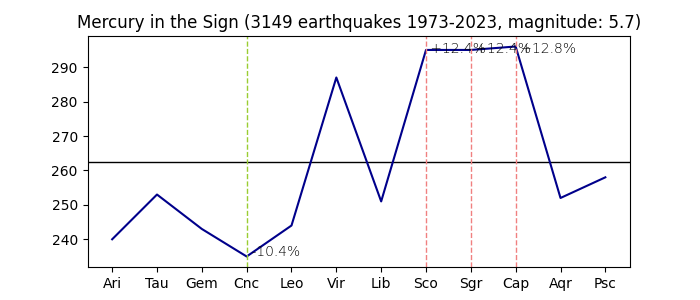 Mercury in the Sign (3149 earthquakes 1973-2023, magnitude: 5.7)
290
280
270
260
250
240
+12.4% +12.4% +12.8%
-10.4%
Ari Tau Gem Cnc Leo Vir Lib Sco Sgr Cap Aqr Psc